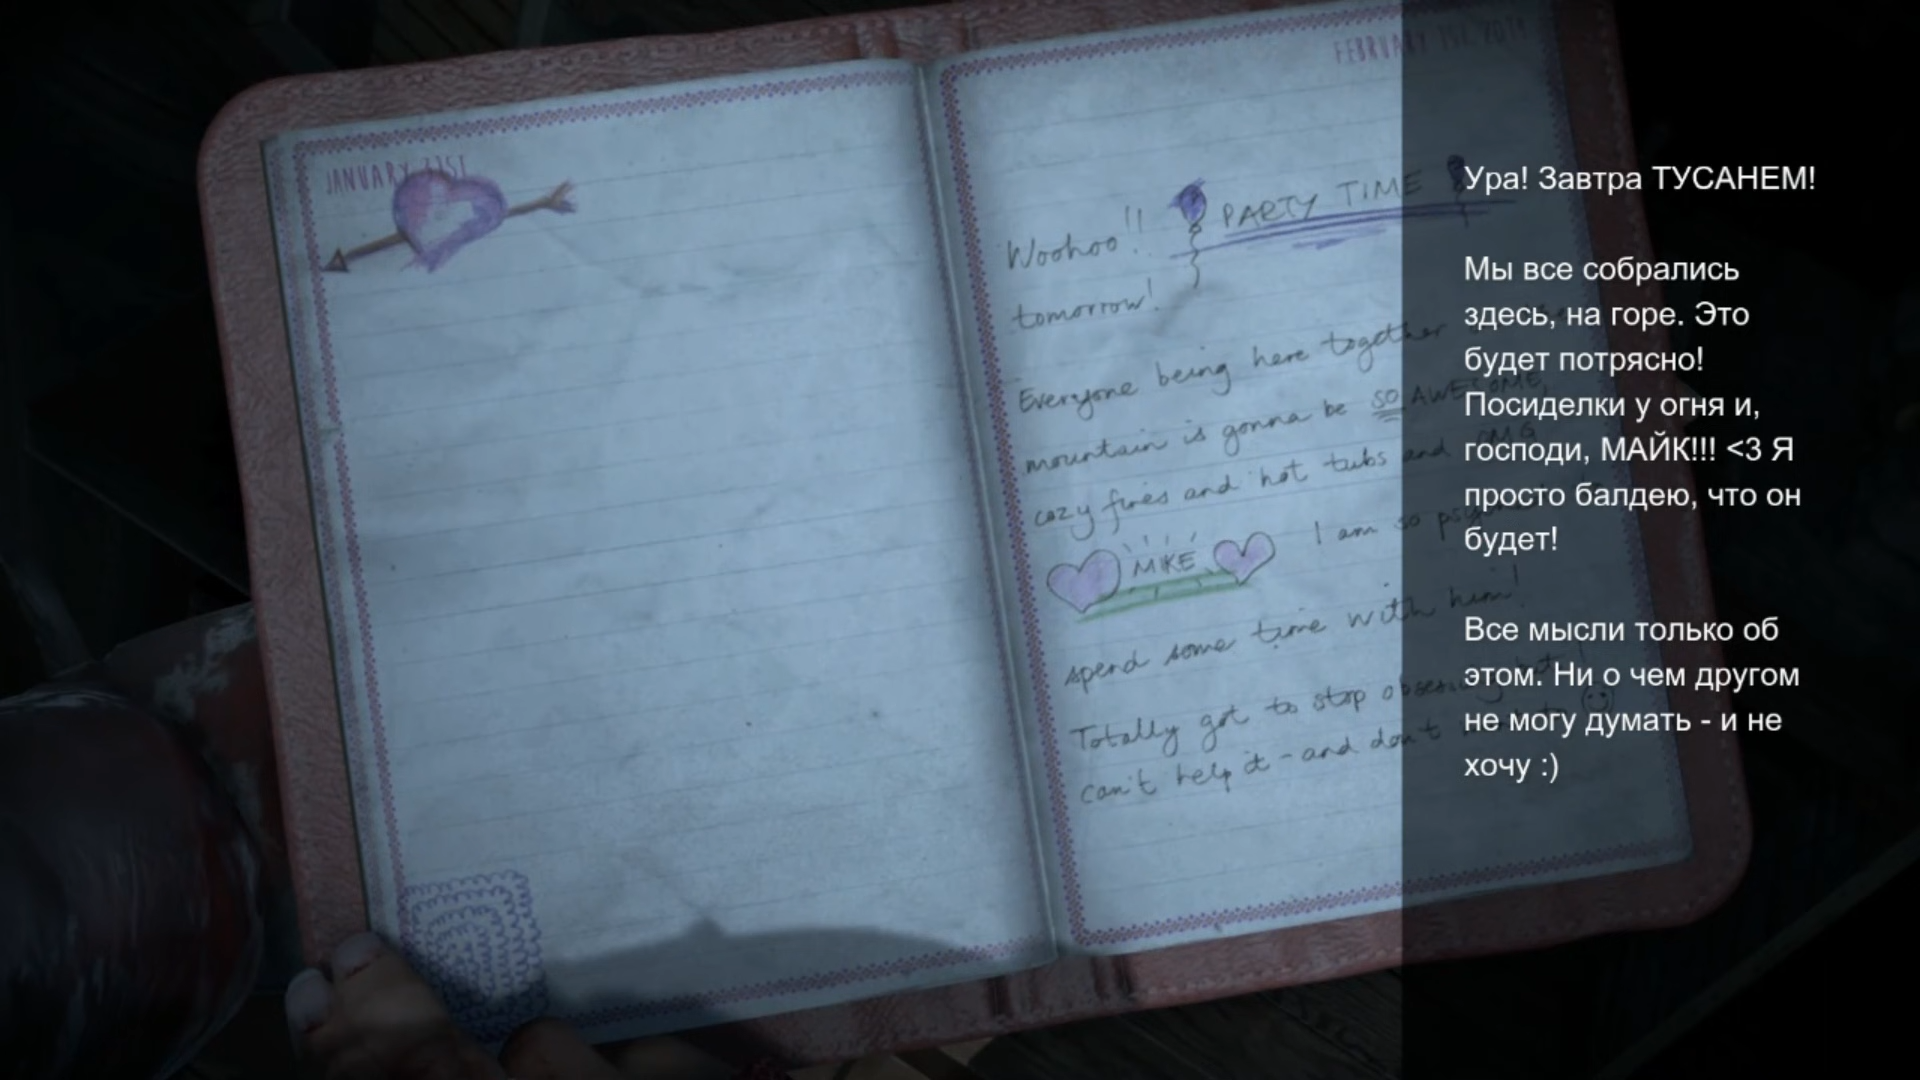 JANUARY 31ST
FEBRUARY 1ST 2014
Woohoo!! PARTY TIME
tomorrow!
Everyone being here together
mountain is gonna be SO AWESOME,
cozy fires and hot tubs and OMG
MIKE I am so
spend some time with him!
Totally got to stop
can't help it - and don't
Ура! Завтра ТУСАНЕМ!
Мы все собрались
здесь, на горе. Это
будет потрясно!
Посиделки у огня и,
господи, МАЙК!!! <3 Я
просто балдею, что он
будет!
Все мысли только об
этом. Ни о чем другом
не могу думать - и не
хочу :)